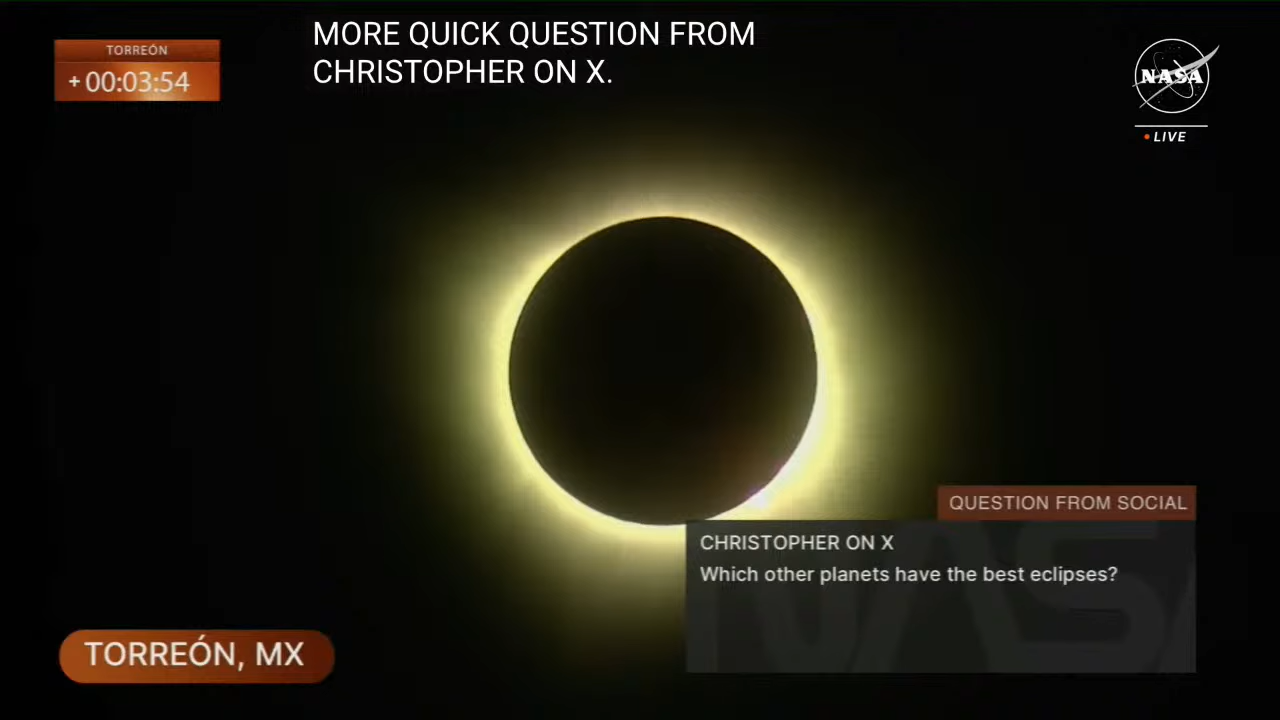 MORE QUICK QUESTION FROM
CHRISTOPHER ON X.
TORREÓN
+ 00:03:54
NASA
LIVE
QUESTION FROM SOCIAL
CHRISTOPHER ON X
Which other planets have the best eclipses?
NASA
TORREÓN, MX